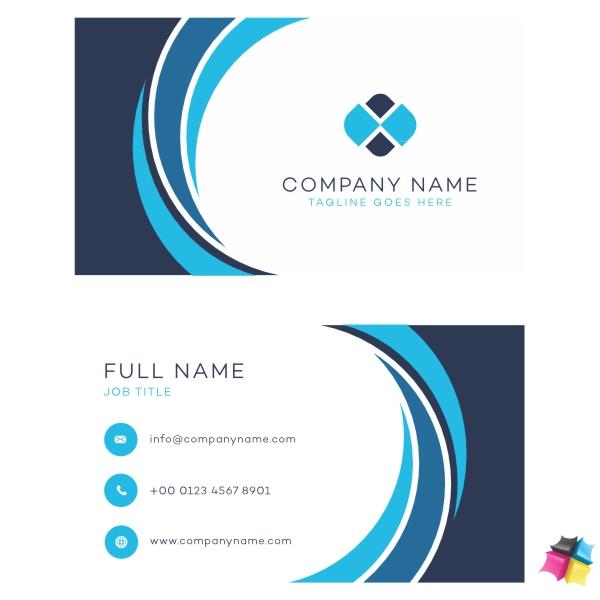 COMPANY NAME
TAGLINE GOES HERE
FULL NAME
JOB TITLE
info@companyname.com
+00 0123 4567 8901
www.companyname.com